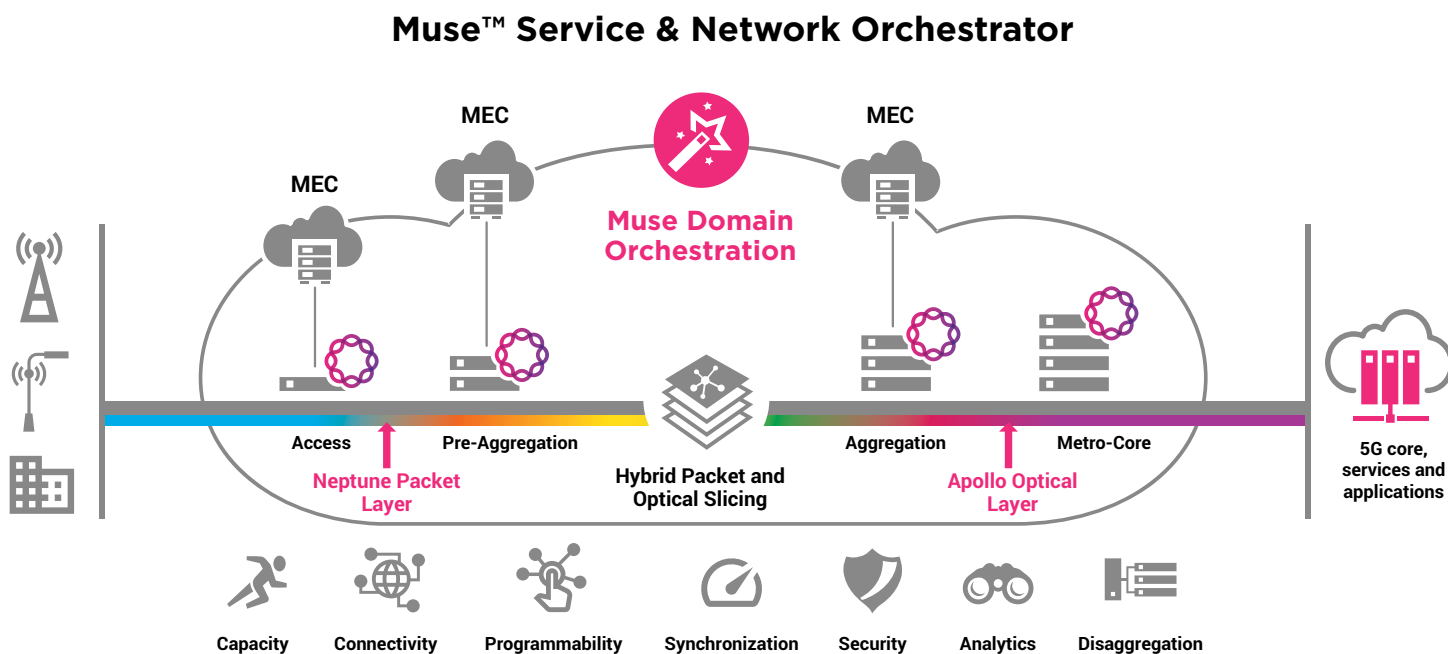 Muse™ Service & Network Orchestrator
MEC
MEC
MEC
Muse Domain
Orchestration
Access
Pre-Aggregation
Aggregation
Metro-Core
Neptune Packet
Layer
Hybrid Packet and
Optical Slicing
Apollo Optical
Layer
5G core,
services and
applications
Capacity
Connectivity
Programmability
Synchronization
Security
Analytics
Disaggregation